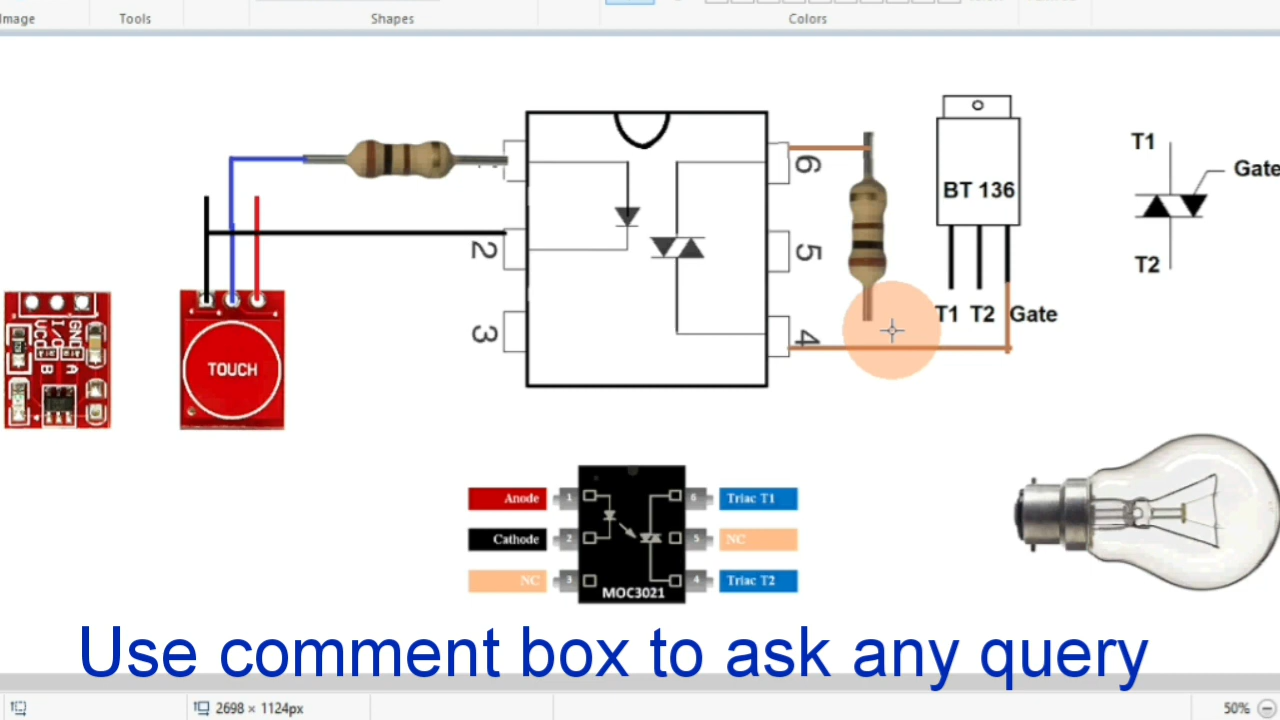 Image
Tools
Shapes
Colors
T1
Gate
BT 136
T2
6
2
5
3
4
T1 T2 Gate
VCC
I/O
GND
B A
TOUCH
Anode 1 6 Triac T1
Cathode 2 5 NC
NC 3 4 Triac T2
MOC3021
Use comment box to ask any query
2698 × 1124px
50%